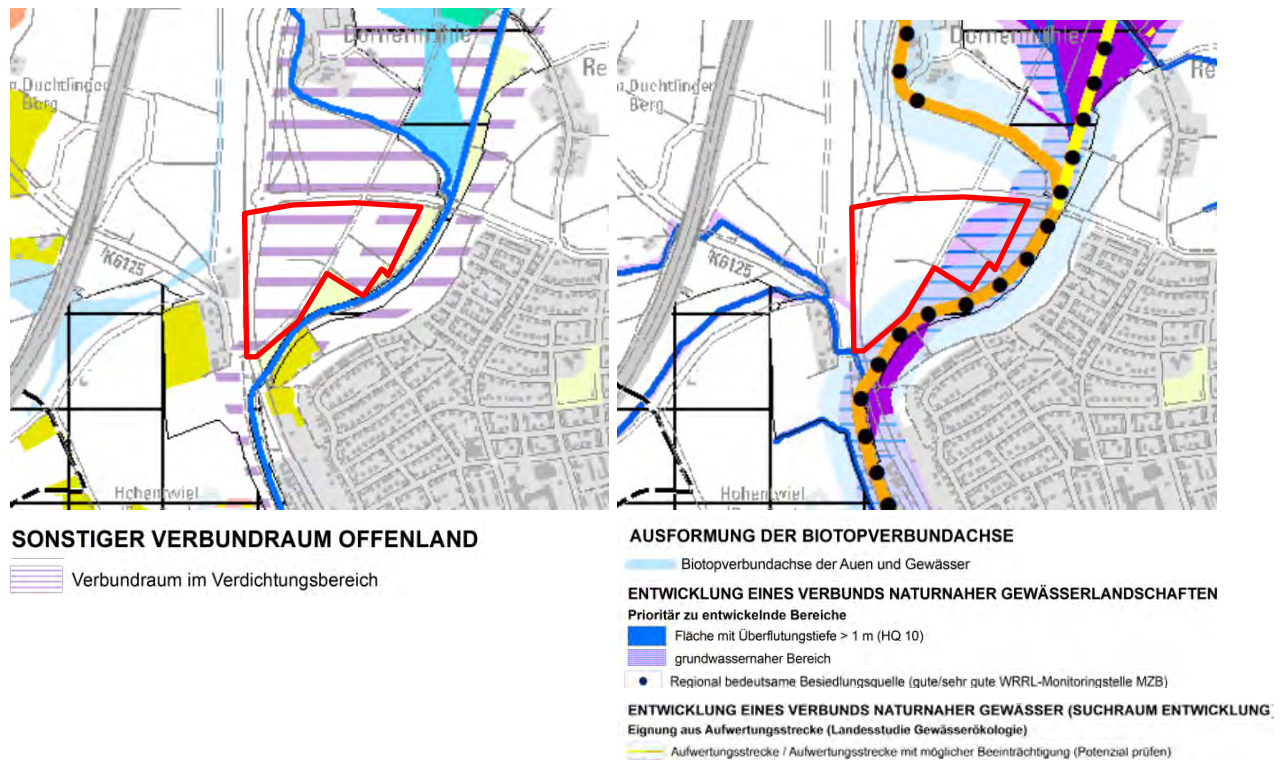 Dornermühle
Re
Duchtlinger
Berg
K6125
Hohentwiel
SONSTIGER VERBUNDRAUM OFFENLAND
Verbundraum im Verdichtungsbereich
Dornermühle
Re
Duchtlinger
Berg
K6125
Hohentwiel
AUSFORMUNG DER BIOTOPVERBUNDACHSE
Biotopverbundachse der Auen und Gewässer
ENTWICKLUNG EINES VERBUNDS NATURNAHER GEWÄSSERLANDSCHAFTEN
Prioritär zu entwickelnde Bereiche
Fläche mit Überflutungstiefe > 1 m (HQ 10)
grundwassernaher Bereich
Regional bedeutsame Besiedlungsquelle (gute/sehr gute WRRL-Monitoringstelle MZB)
ENTWICKLUNG EINES VERBUNDS NATURNAHER GEWÄSSER (SUCHRAUM ENTWICKLUNG
Eignung aus Aufwertungsstrecke (Landesstudie Gewässerökologie)
Aufwertungsstrecke / Aufwertungsstrecke mit möglicher Beeinträchtigung (Potenzial prüfen)